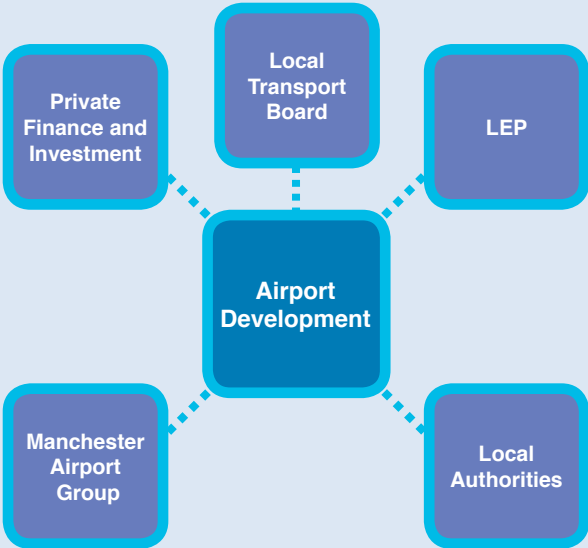 Local
Transport
Board
Private
Finance and
Investment
LEP
Airport
Development
Manchester
Airport
Group
Local
Authorities